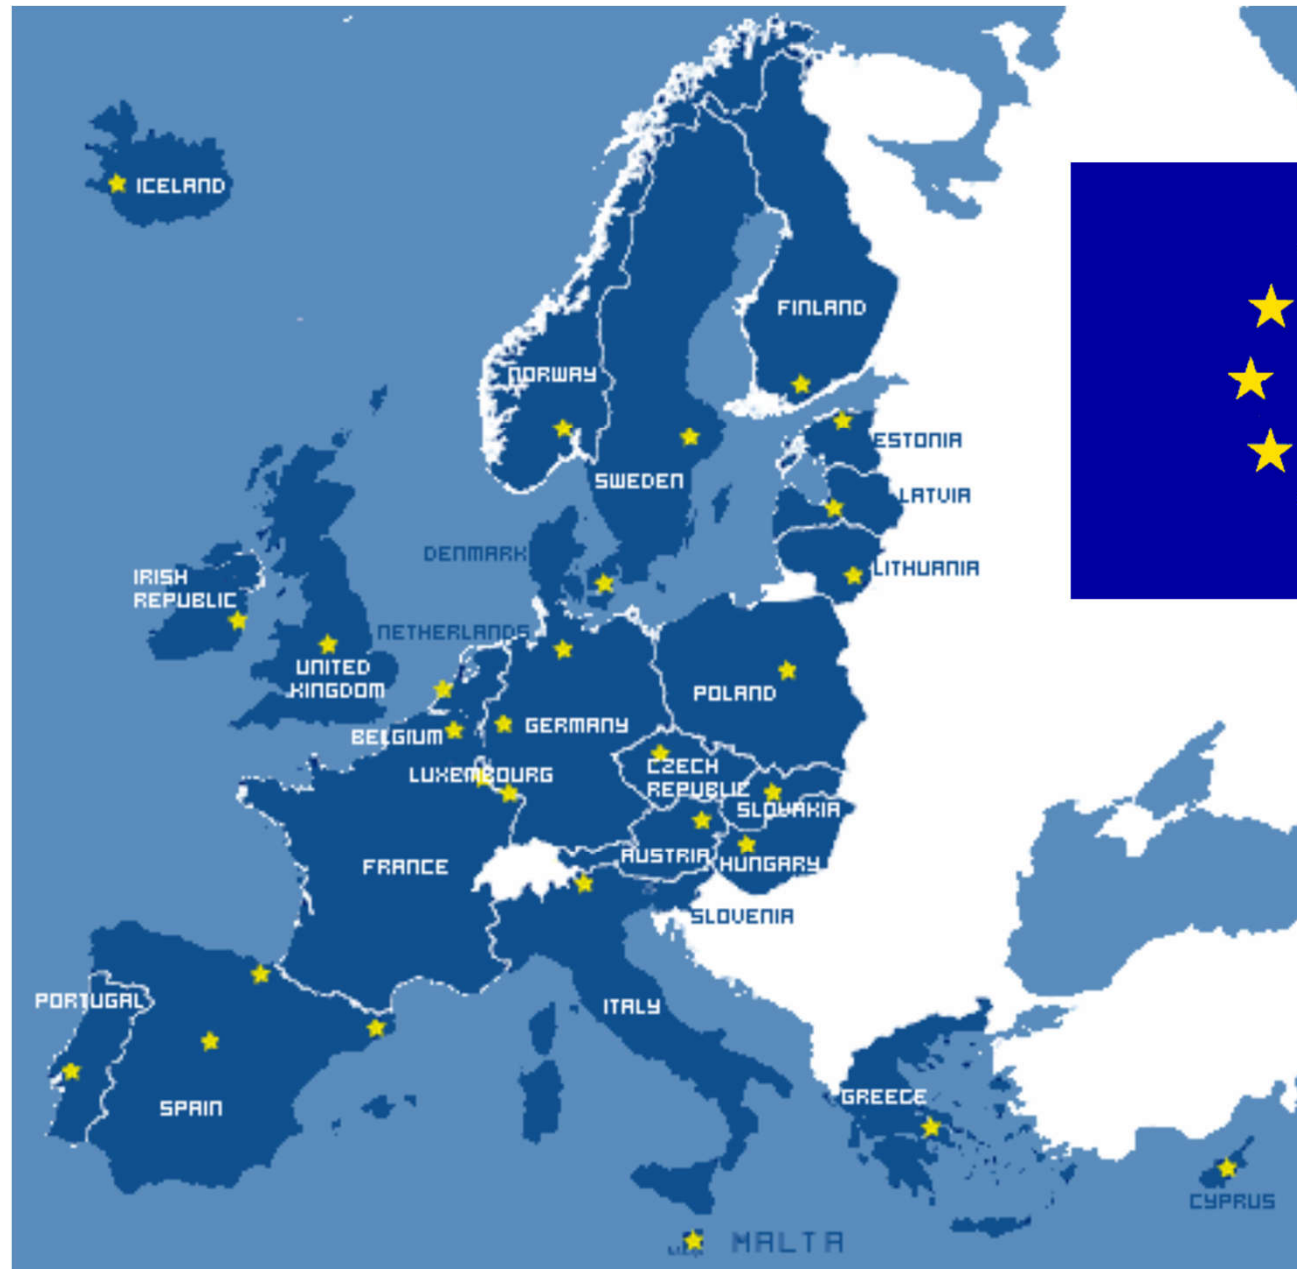 ICELAND
FINLAND
NORWAY
ESTONIA
SWEDEN
LATVIA
DENMARK
LITHUANIA
IRISH
REPUBLIC
NETHERLANDS
UNITED
KINGDOM
POLAND
GERMANY
BELGIUM
LUXEMBOURG
CZECH
REPUBLIC
SLOVAKIA
AUSTRIA
HUNGARY
FRANCE
SLOVENIA
PORTUGAL
ITALY
GREECE
SPAIN
CYPRUS
MALTA